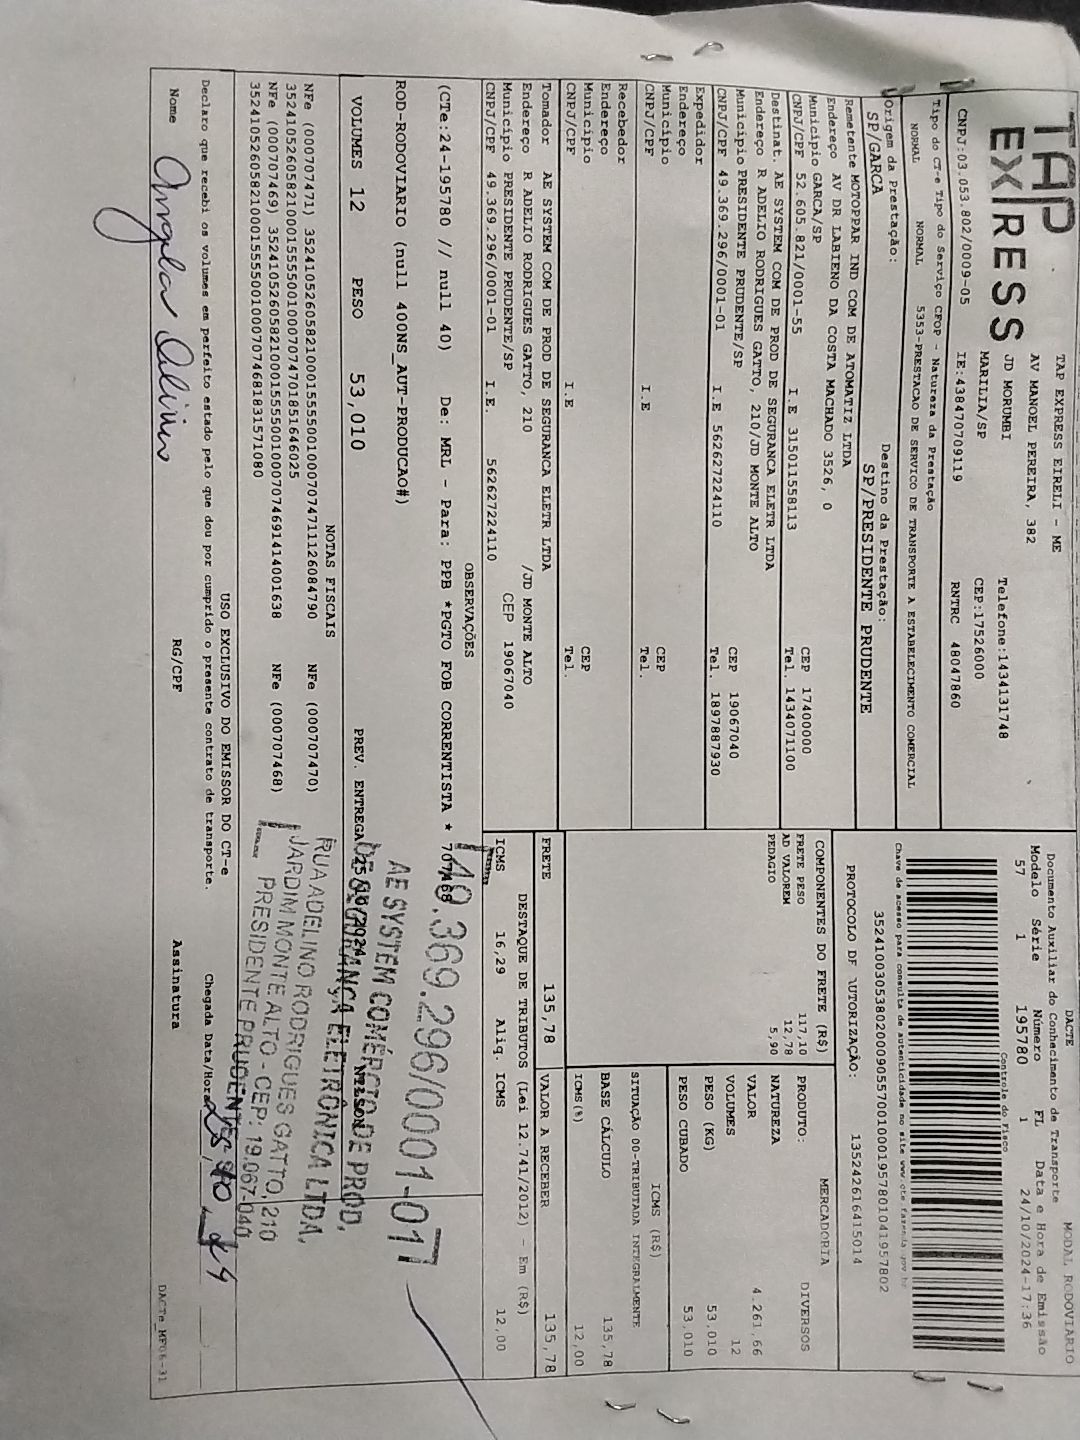 TAP
EXPRESS
TAP EXPRESS EIRELI - ME
AV MANOEL PEREIRA, 382
JD MORUMBI
MARILIA/SP
Telefone:1434131748
CEP:17526000
CNPJ:03.053.802/0009-05 IE:438470709119 RNTRC 48047860
Tipo do CT-e Tipo do Serviço CFOP - Natureza da Prestação
NORMAL NORMAL 5353-PRESTACAO DE SERVICO DE TRANSPORTE A ESTABELECIMENTO COMERCIAL
Origem da Prestação: Destino da Prestação:
SP/GARCA SP/PRESIDENTE PRUDENTE
DACTE MODAL RODOVIÁRIO
Documento Auxiliar do Conhecimento de Transporte
Modelo Série Número FL Data e Hora de Emissão
57 1 195780 1 24/10/2024-17:36
Controle do Fisco
Chave de acesso para consulta de autenticidade no site www.cte.fazenda.gov.br
35241003053802000905570010001957801041957802
PROTOCOLO DE AUTORIZAÇÃO: 135242616415014
Remetente MOTOPPAR IND COM DE ATOMATIZ LTDA
Endereço AV DR LABIENO DA COSTA MACHADO 3526, 0
Município GARCA/SP CEP 17400000
CNPJ/CPF 52.605.821/0001-55 I.E 315011558113 Tel. 1434071100
Destinat. AE SYSTEM COM DE PROD DE SEGURANCA ELETR LTDA
Endereço R ADELIO RODRIGUES GATTO, 210/JD MONTE ALTO
Município PRESIDENTE PRUDENTE/SP CEP 19067040
CNPJ/CPF 49.369.296/0001-01 I.E 562627224110 Tel. 1897887930
Expedidor
Endereço
Município CEP
CNPJ/CPF I.E Tel.
Recebedor
Endereço
Município CEP
CNPJ/CPF I.E Tel.
Tomador AE SYSTEM COM DE PROD DE SEGURANCA ELETR LTDA
Endereço R ADELIO RODRIGUES GATTO, 210 /JD MONTE ALTO
Município PRESIDENTE PRUDENTE/SP CEP 19067040
CNPJ/CPF 49.369.296/0001-01 I.E. 562627224110
COMPONENTES DO FRETE (R$)
FRETE PESO 117,10
AD VALOREM 12,78
PEDAGIO 5,90
MERCADORIA
PRODUTO: DIVERSOS
NATUREZA
VALOR 4.261,66
VOLUMES 12
PESO (KG) 53,010
PESO CUBADO 53,010
ICMS (R$)
SITUAÇÃO 00-TRIBUTADA INTEGRALMENTE
BASE CÁLCULO 135,78
ICMS(%) 12,00
FRETE 135,78 VALOR A RECEBER 135,78
DESTAQUE DE TRIBUTOS (Lei 12.741/2012) - Em (R$)
ICMS 16,29 Aliq. ICMS 12,00
OBSERVAÇÕES
(CTe:24-195780 // null 40) De: MRL - Para: PPB *PGTO FOB CORRENTISTA * 707468
ROD-RODOVIARIO (null 400NS_AUT-PRODUCAO#)
VOLUMES 12 PESO 53,010 PREV. ENTREGA
NOTAS FISCAIS
NFe (000707471) 35241052605821000155550010007074711126084790 NFe (000707470)
35241052605821000155550010007074701851646025
NFe (000707469) 35241052605821000155550010007074691414001638 NFe (000707468)
35241052605821000155550010007074681831571080
49.369.296/0001-01
AE SYSTEM COMÉRCIO DE PROD.
DE SEGURANÇA ELEIRÔNICA LTDA.
RUA ADELINO RODRIGUES GATTO, 210
JARDIM MONTE ALTO - CEP: 19.067-040
PRESIDENTE PRUDENTE
USO EXCLUSIVO DO EMISSOR DO CT-e
Declaro que recebi os volumes em perfeito estado pelo que dou por cumprido o presente contrato de transporte. Chegada Data/Hora
Nome RG/CPF Assinatura
DACTe_MF06-31